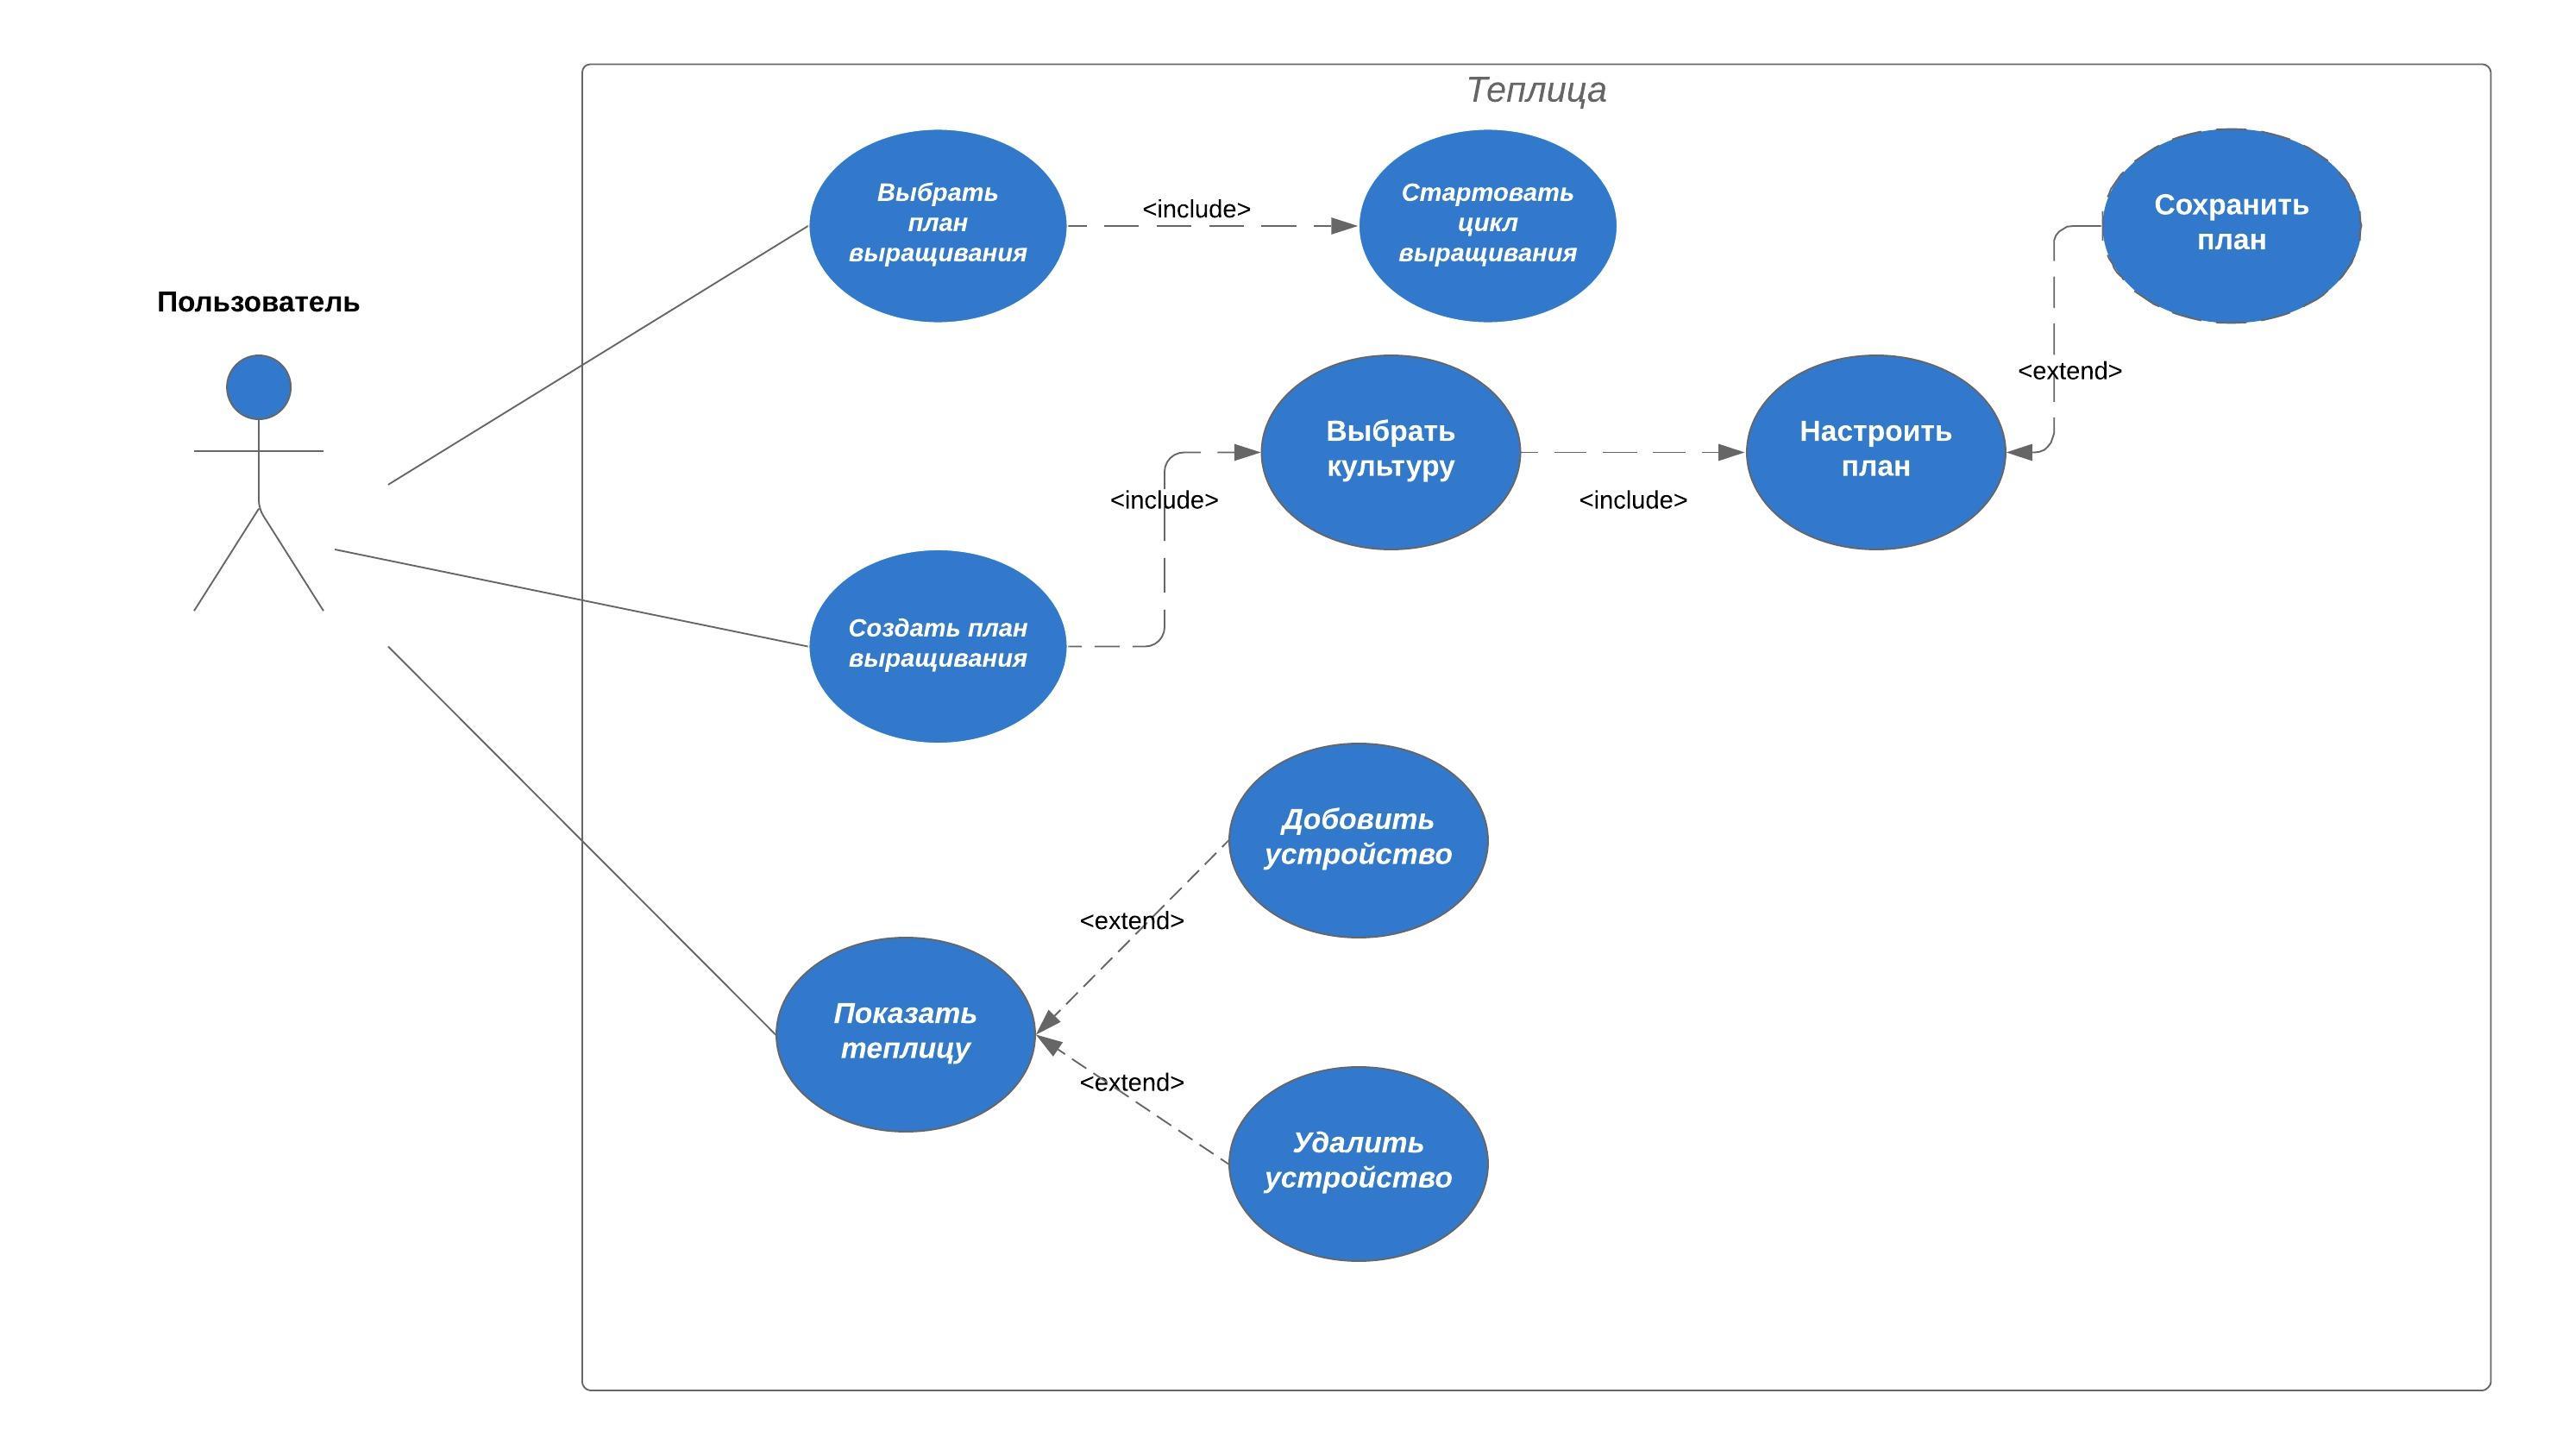 Теплица
Выбрать
план
выращивания
<include>
Стартовать
цикл
выращивания
Сохранить
план
Пользователь
<extend>
Выбрать
культуру
<include>
Настроить
план
<include>
Создать план
выращивания
Добовить
устройство
<extend>
Показать
теплицу
<extend>
Удалить
устройство